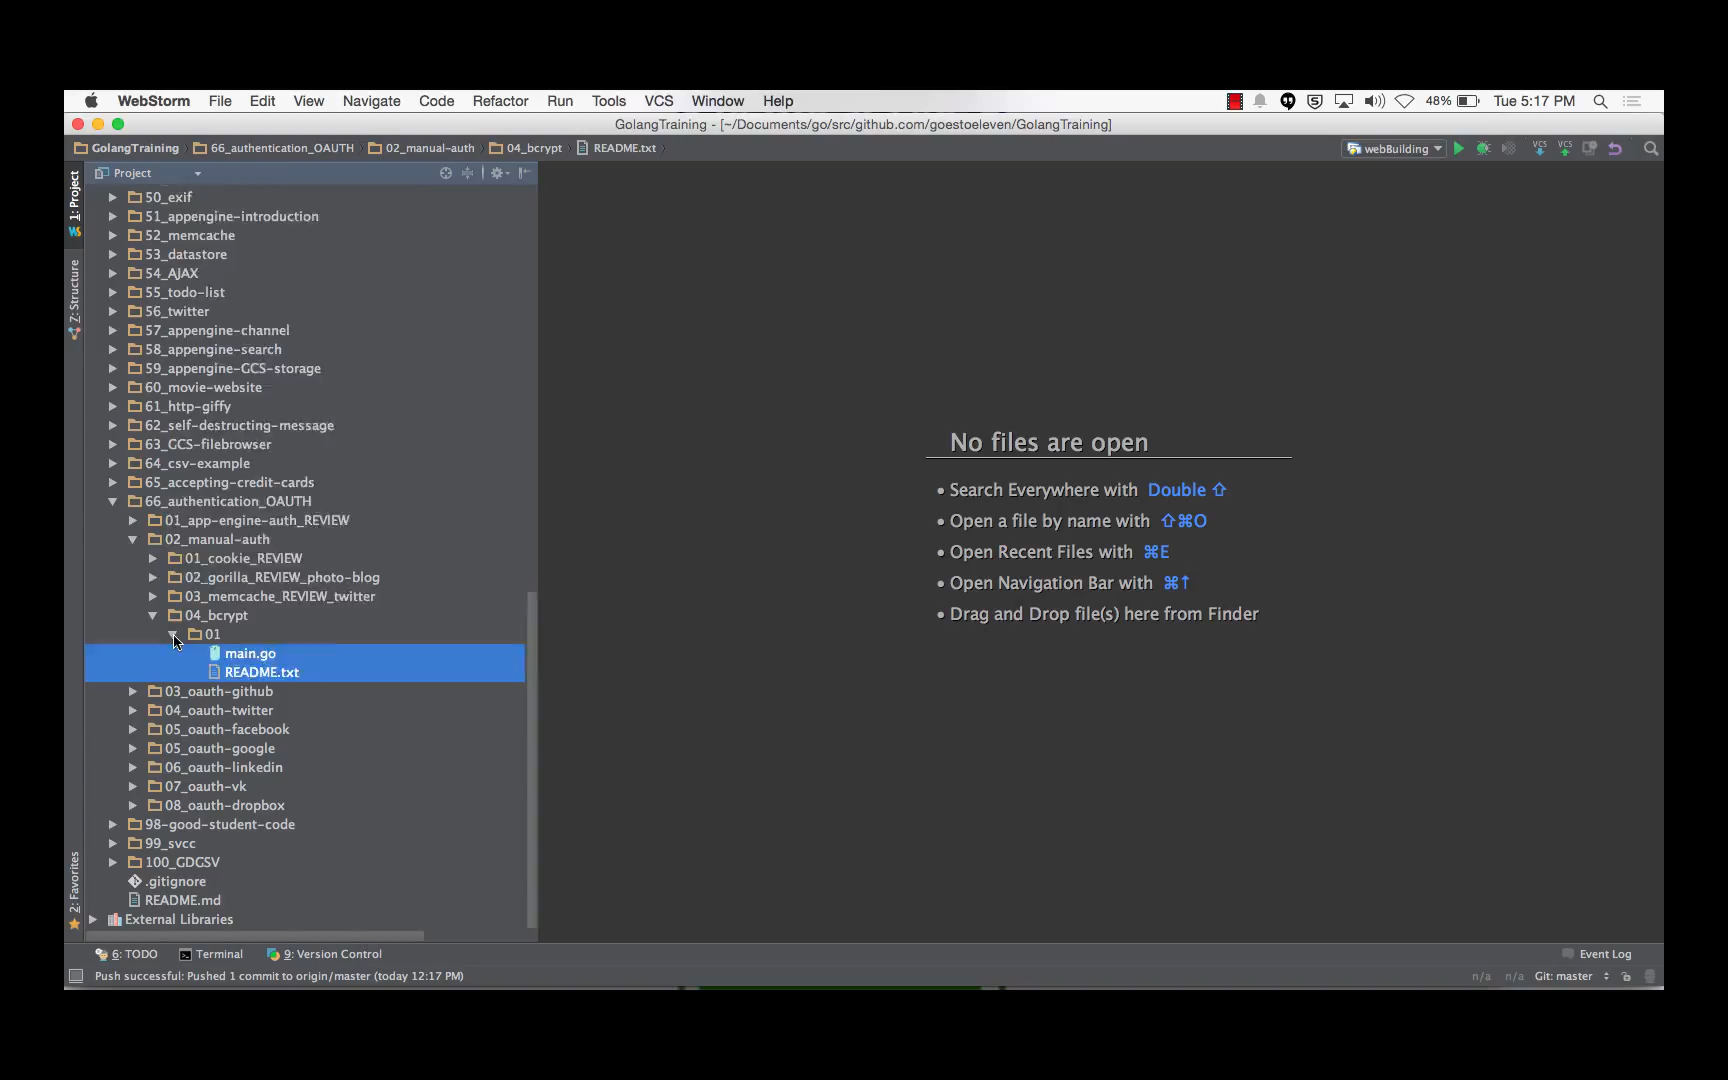 WebStorm File Edit View Navigate Code Refactor Run Tools VCS Window Help 48% Tue 5:17 PM
GolangTraining - [~/Documents/go/src/github.com/goestoeleven/GolangTraining]
GolangTraining 66_authentication_OAUTH 02_manual-auth 04_bcrypt README.txt webBuilding VCS VCS
1: Project
Z: Structure
2: Favorites
Project
50_exif
51_appengine-introduction
52_memcache
53_datastore
54_AJAX
55_todo-list
56_twitter
57_appengine-channel
58_appengine-search
59_appengine-GCS-storage
60_movie-website
61_http-giffy
62_self-destructing-message
63_GCS-filebrowser
64_csv-example
65_accepting-credit-cards
66_authentication_OAUTH
01_app-engine-auth_REVIEW
02_manual-auth
01_cookie_REVIEW
02_gorilla_REVIEW_photo-blog
03_memcache_REVIEW_twitter
04_bcrypt
01
main.go
README.txt
03_oauth-github
04_oauth-twitter
05_oauth-facebook
05_oauth-google
06_oauth-linkedin
07_oauth-vk
08_oauth-dropbox
98-good-student-code
99_svcc
100_GDGSV
.gitignore
README.md
External Libraries
No files are open
• Search Everywhere with Double ⇧
• Open a file by name with ⇧⌘O
• Open Recent Files with ⌘E
• Open Navigation Bar with ⌘↑
• Drag and Drop file(s) here from Finder
6: TODO Terminal 9: Version Control Event Log
Push successful: Pushed 1 commit to origin/master (today 12:17 PM) n/a n/a Git: master